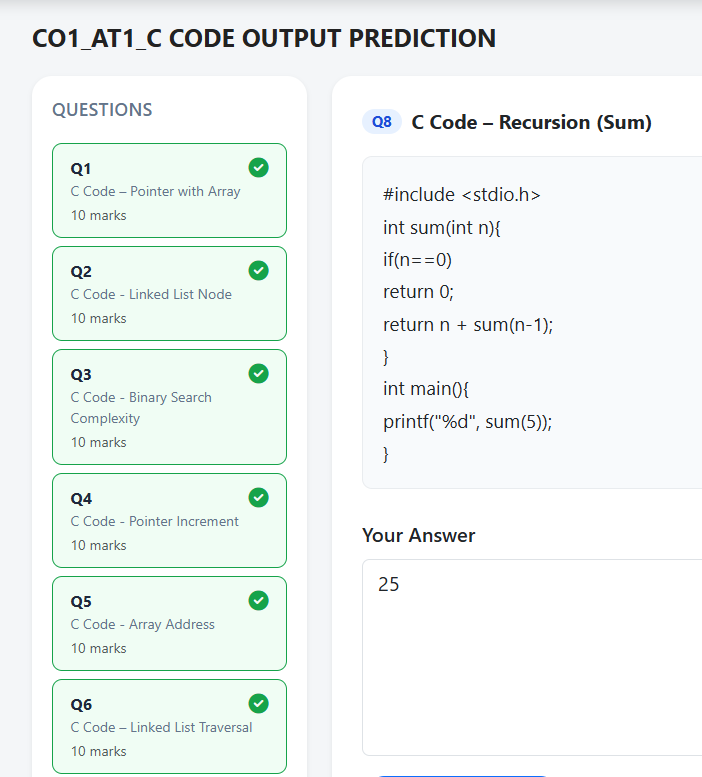 CO1_AT1_C CODE OUTPUT PREDICTION
QUESTIONS
Q1
C Code – Pointer with Array
10 marks
Q2
C Code - Linked List Node
10 marks
Q3
C Code - Binary Search
Complexity
10 marks
Q4
C Code - Pointer Increment
10 marks
Q5
C Code - Array Address
10 marks
Q6
C Code – Linked List Traversal
10 marks
Q8 C Code – Recursion (Sum)
#include <stdio.h>
int sum(int n){
if(n==0)
return 0;
return n + sum(n-1);
}
int main(){
printf("%d", sum(5));
}
Your Answer
25